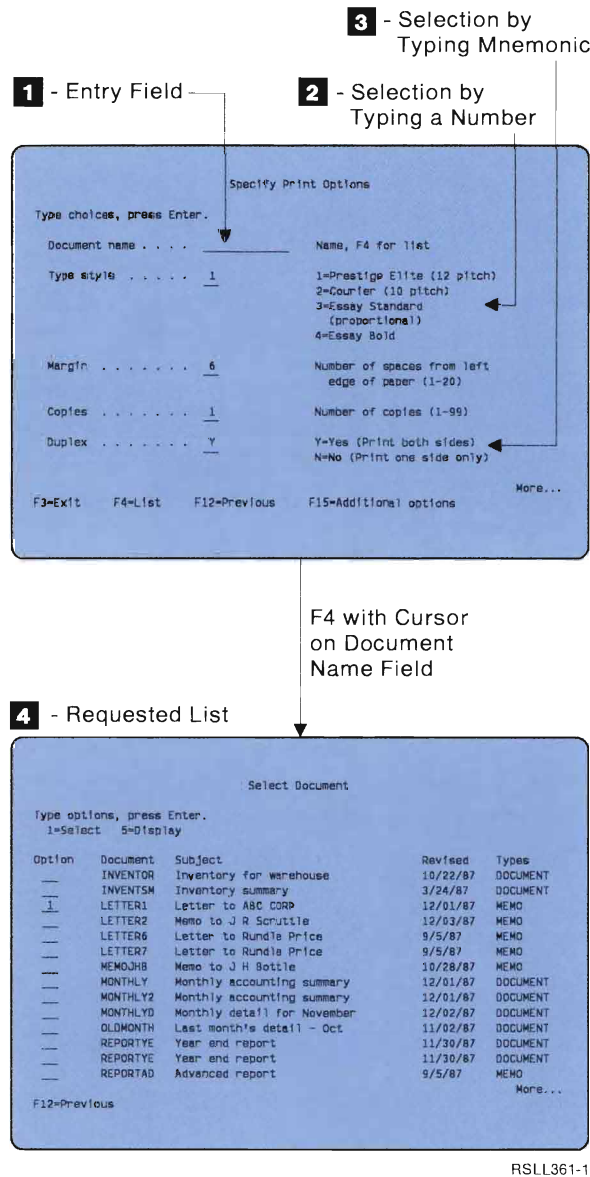 3 - Selection by
Typing Mnemonic
1 - Entry Field
2 - Selection by
Typing a Number
Specify Print Options
Type choices, press Enter.
Document name . . . . Name, F4 for list
Type style . . . . . 1 1=Prestige Elite (12 pitch)
2=Courier (10 pitch)
3=Essay Standard
(proportional)
4=Essay Bold
Margin . . . . . . . 6 Number of spaces from left
edge of paper (1-20)
Copies . . . . . . . 1 Number of copies (1-99)
Duplex . . . . . . . Y Y=Yes (Print both sides)
N=No (Print one side only)
More...
F3=Exit F4=List F12=Previous F15=Additional options
F4 with Cursor
on Document
Name Field
4 - Requested List
Select Document
Type options, press Enter.
1=Select 5=Display
Option Document Subject Revised Types
INVENTOR Inventory for warehouse 10/22/87 DOCUMENT
INVENTSM Inventory summary 3/24/87 DOCUMENT
1 LETTER1 Letter to ABC CORP 12/01/87 MEMO
LETTER2 Memo to J R Scruttle 12/03/87 MEMO
LETTER6 Letter to Rundle Price 9/5/87 MEMO
LETTER7 Letter to Rundle Price 9/5/87 MEMO
MEMOJHB Memo to J H Bottle 10/28/87 MEMO
MONTHLY Monthly accounting summary 12/01/87 DOCUMENT
MONTHLY2 Monthly accounting summary 12/01/87 DOCUMENT
MONTHLYD Monthly detail for November 12/02/87 DOCUMENT
OLDMONTH Last month's detail - Oct 11/02/87 DOCUMENT
REPORTYE Year end report 11/30/87 DOCUMENT
REPORTYE Year end report 11/30/87 DOCUMENT
REPORTAD Advanced report 9/5/87 MEMO
More...
F12=Previous
RSLL361-1